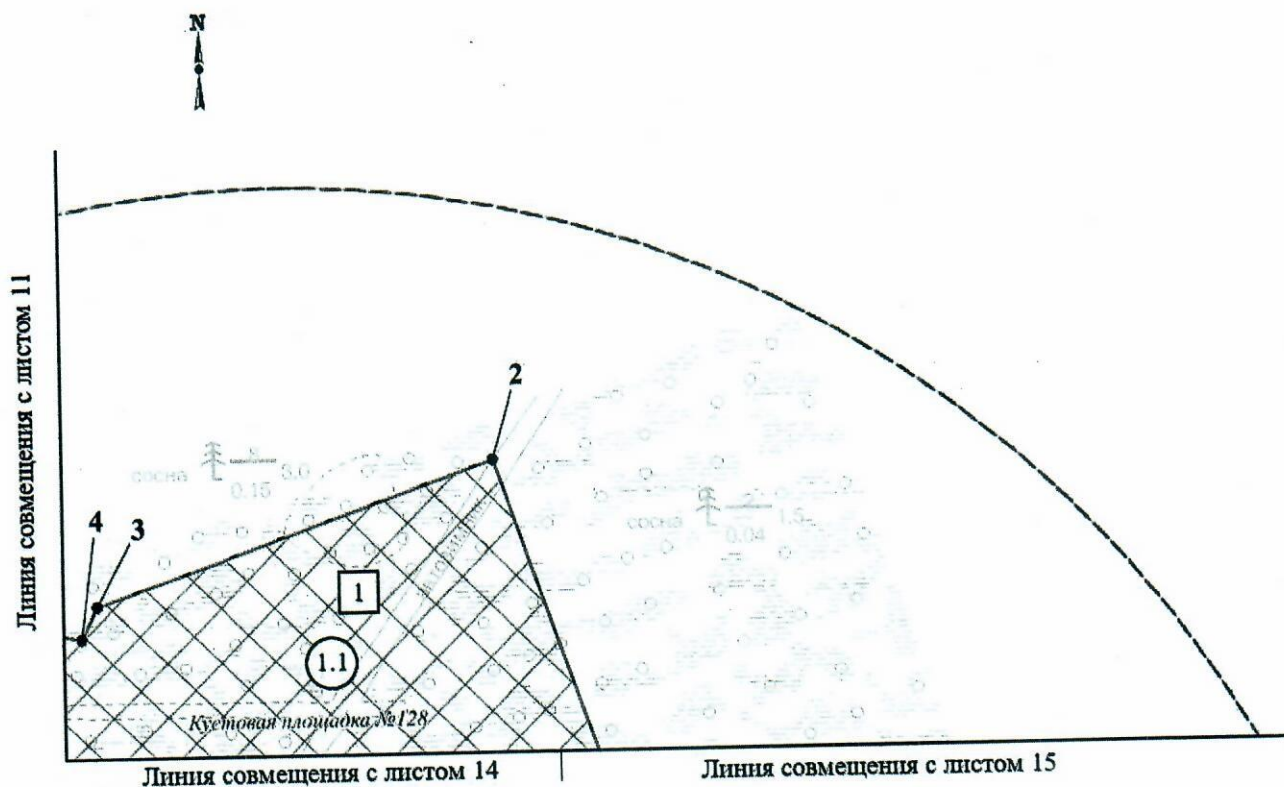 N
Линия совмещения с листом 11
2
сосна 3.0
0.15
4
3
сосна 2 1.5
0.04
1
1.1
Кустовая площадка №128
Линия совмещения с листом 14
Линия совмещения с листом 15